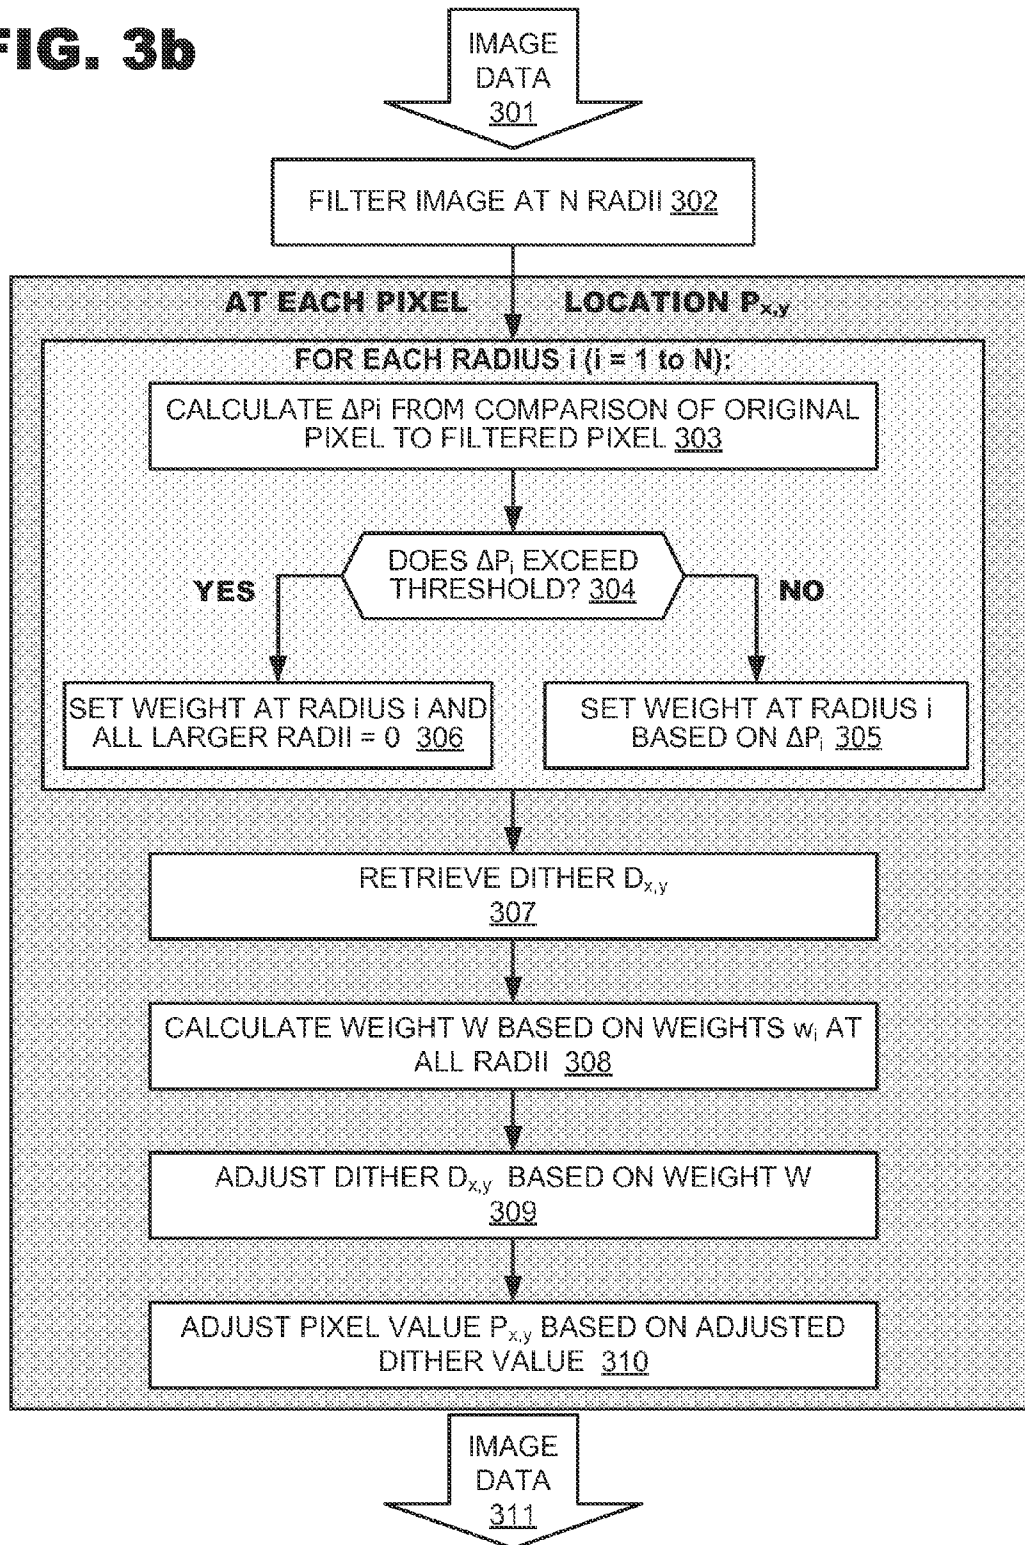 FIG. 3b
IMAGE
DATA
301
FILTER IMAGE AT N RADII 302
AT EACH PIXEL LOCATION Px,y
FOR EACH RADIUS i (i = 1 to N):
CALCULATE ΔPi FROM COMPARISON OF ORIGINAL
PIXEL TO FILTERED PIXEL 303
DOES ΔPi EXCEED
THRESHOLD? 304
YES
NO
SET WEIGHT AT RADIUS i AND
ALL LARGER RADII = 0 306
SET WEIGHT AT RADIUS i
BASED ON ΔPi 305
RETRIEVE DITHER Dx,y
307
CALCULATE WEIGHT W BASED ON WEIGHTS wi AT
ALL RADII 308
ADJUST DITHER Dx,y BASED ON WEIGHT W
309
ADJUST PIXEL VALUE Px,y BASED ON ADJUSTED
DITHER VALUE 310
IMAGE
DATA
311